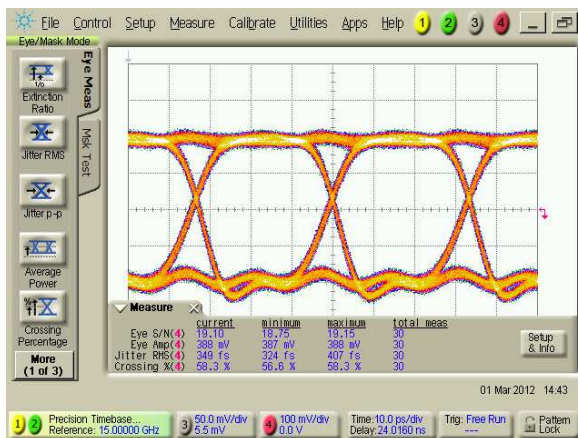 File Control Setup Measure Calibrate Utilities Apps Help 1 2 3 4
Eye/Mask Mode
Eye Meas
Msk Test
Extinction
Ratio
Jitter RMS
Jitter p-p
Average
Power
Crossing
Percentage
More
(1 of 3)
Measure
current minimum maximum total meas
Eye S/N(4) 19.10 18.75 19.15 30
Eye Amp(4) 388 mV 387 mV 388 mV 30
Jitter RMS(4) 349 fs 324 fs 407 fs 30
Crossing %(4) 58.3 % 56.6 % 58.3 % 30
Setup
& Info
01 Mar 2012 14:43
1 2 Precision Timebase...
Reference: 15.00000 GHz
3 50.0 mV/div
5.5 mV
4 100 mV/div
0.0 V
Time:10.0 ps/div
Delay:24.0160 ns
Trig: Free Run
---
Pattern
Lock